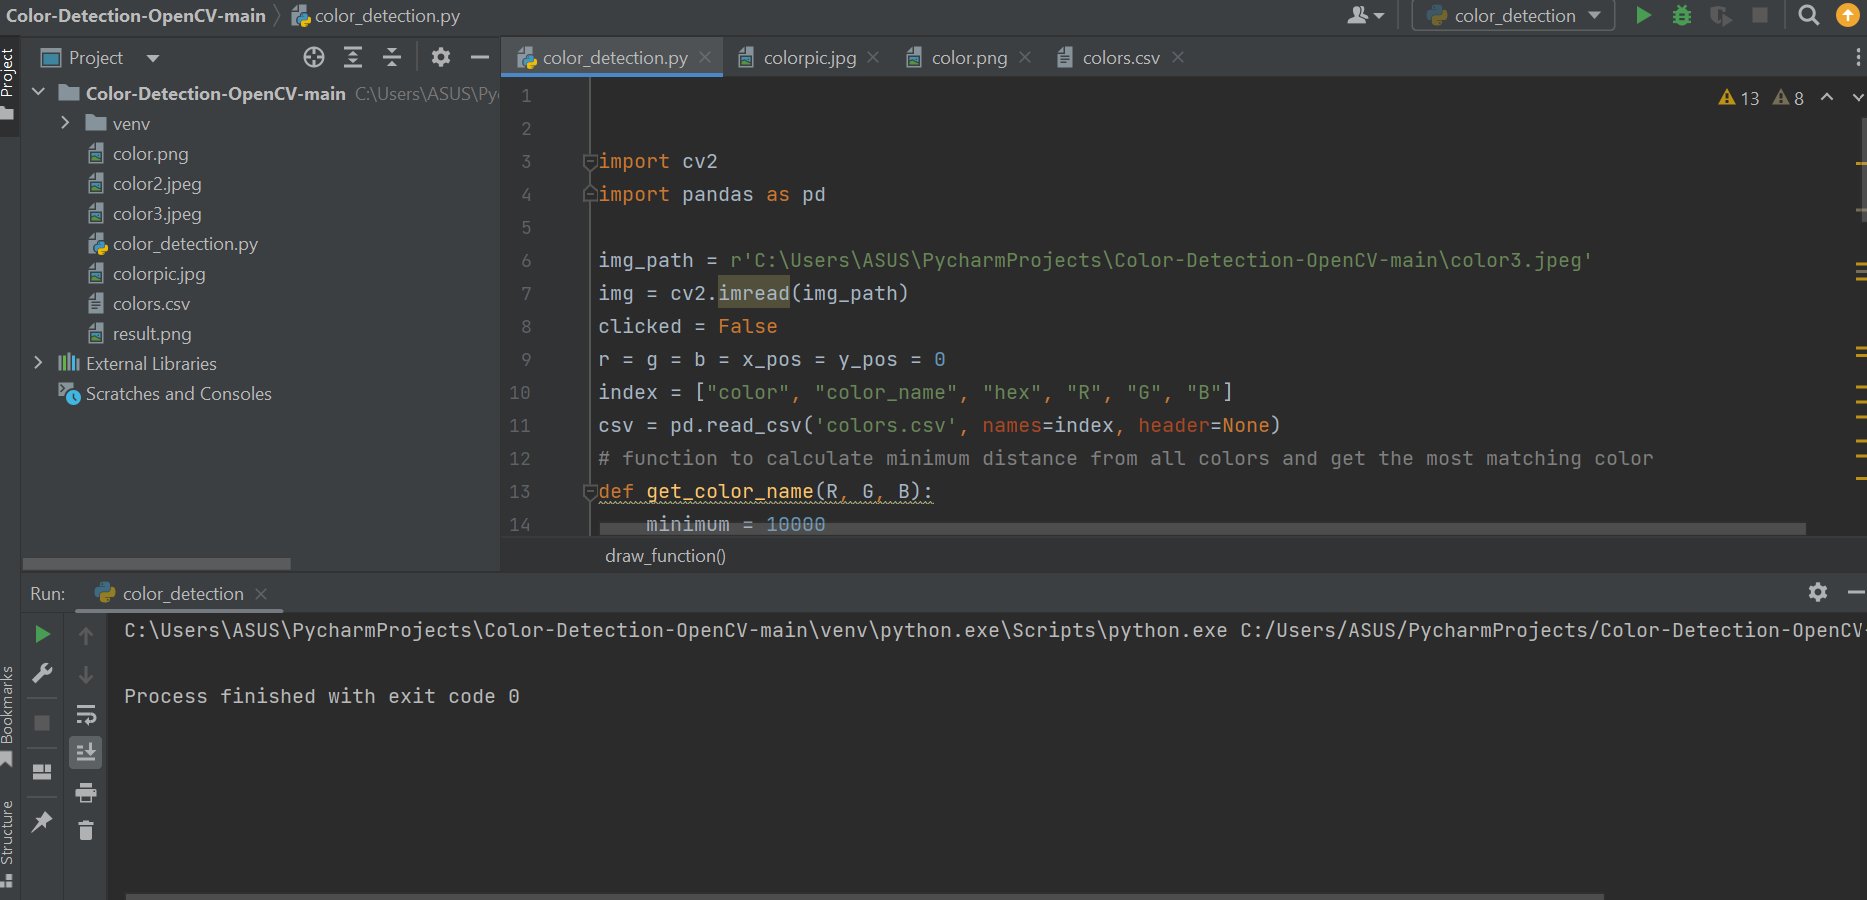 Color-Detection-OpenCV-main color_detection.py
color_detection
Project
Project
color_detection.py colorpic.jpg color.png colors.csv
Color-Detection-OpenCV-main C:\Users\ASUS\Py
venv
color.png
color2.jpeg
color3.jpeg
color_detection.py
colorpic.jpg
colors.csv
result.png
External Libraries
Scratches and Consoles
13 8
1
2
3 import cv2
4 import pandas as pd
5
6 img_path = r'C:\Users\ASUS\PycharmProjects\Color-Detection-OpenCV-main\color3.jpeg'
7 img = cv2.imread(img_path)
8 clicked = False
9 r = g = b = x_pos = y_pos = 0
10 index = ["color", "color_name", "hex", "R", "G", "B"]
11 csv = pd.read_csv('colors.csv', names=index, header=None)
12 # function to calculate minimum distance from all colors and get the most matching color
13 def get_color_name(R, G, B):
14 minimum = 10000
draw_function()
Run: color_detection
C:\Users\ASUS\PycharmProjects\Color-Detection-OpenCV-main\venv\python.exe\Scripts\python.exe C:/Users/ASUS/PycharmProjects/Color-Detection-OpenCV-
Process finished with exit code 0
Bookmarks
Structure